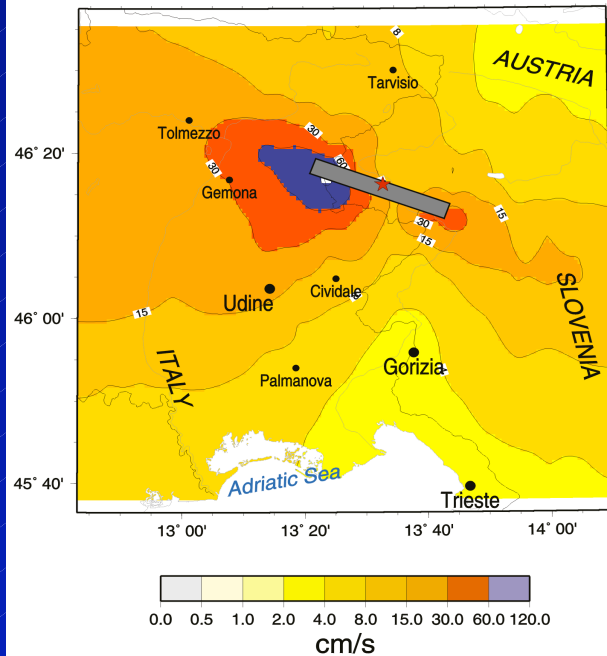 8
AUSTRIA
Tarvisio
Tolmezzo
30
46° 20'
60
30
Gemona
15
30
15
46° 00'
Cividale
Udine
15
SLOVENIA
ITALY
Gorizia
Palmanova
45° 40'
Adriatic Sea
Trieste
13° 00' 13° 20' 13° 40' 14° 00'
0.0 0.5 1.0 2.0 4.0 8.0 15.0 30.0 60.0 120.0
cm/s